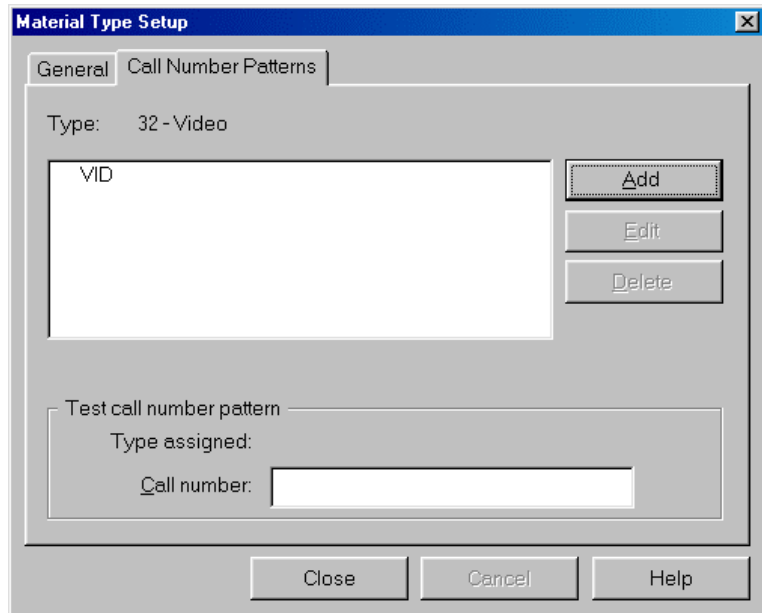 Material Type Setup
General
Call Number Patterns
Type: 32 - Video
VID
Add
Edit
Delete
Test call number pattern
Type assigned:
Call number:
Close
Cancel
Help